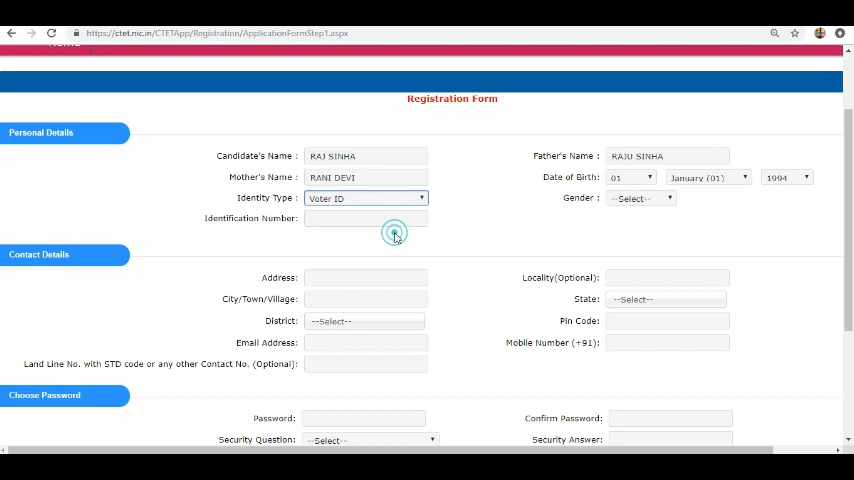 https://ctet.nic.in/CTETApp/Registration/ApplicationFormStep1.aspx
Registration Form
Personal Details
Candidate's Name : RAJ SINHA Father's Name : RAJU SINHA
Mother's Name : RANI DEVI Date of Birth: 01 January (01) 1994
Identity Type : Voter ID Gender : --Select--
Identification Number:
Contact Details
Address: Locality(Optional):
City/Town/Village: State: --Select--
District: --Select-- Pin Code:
Email Address: Mobile Number (+91):
Land Line No. with STD code or any other Contact No. (Optional):
Choose Password
Password: Confirm Password:
Security Question: --Select-- Security Answer: